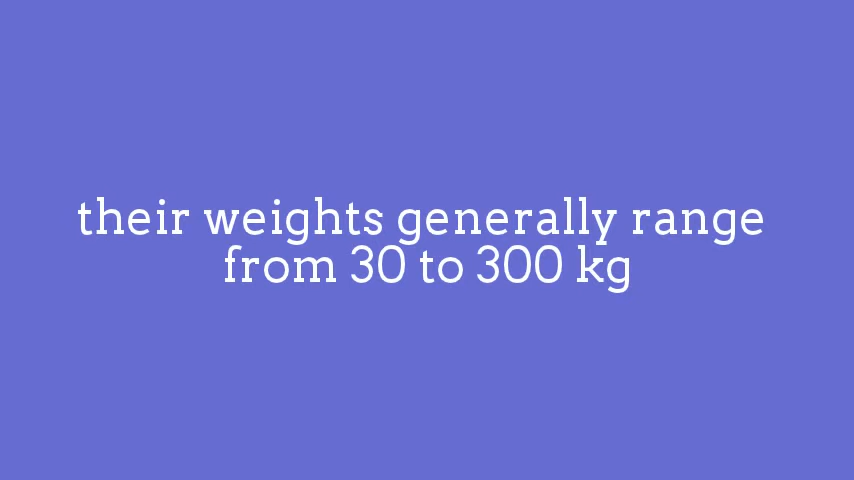 their weights generally range
from 30 to 300 kg